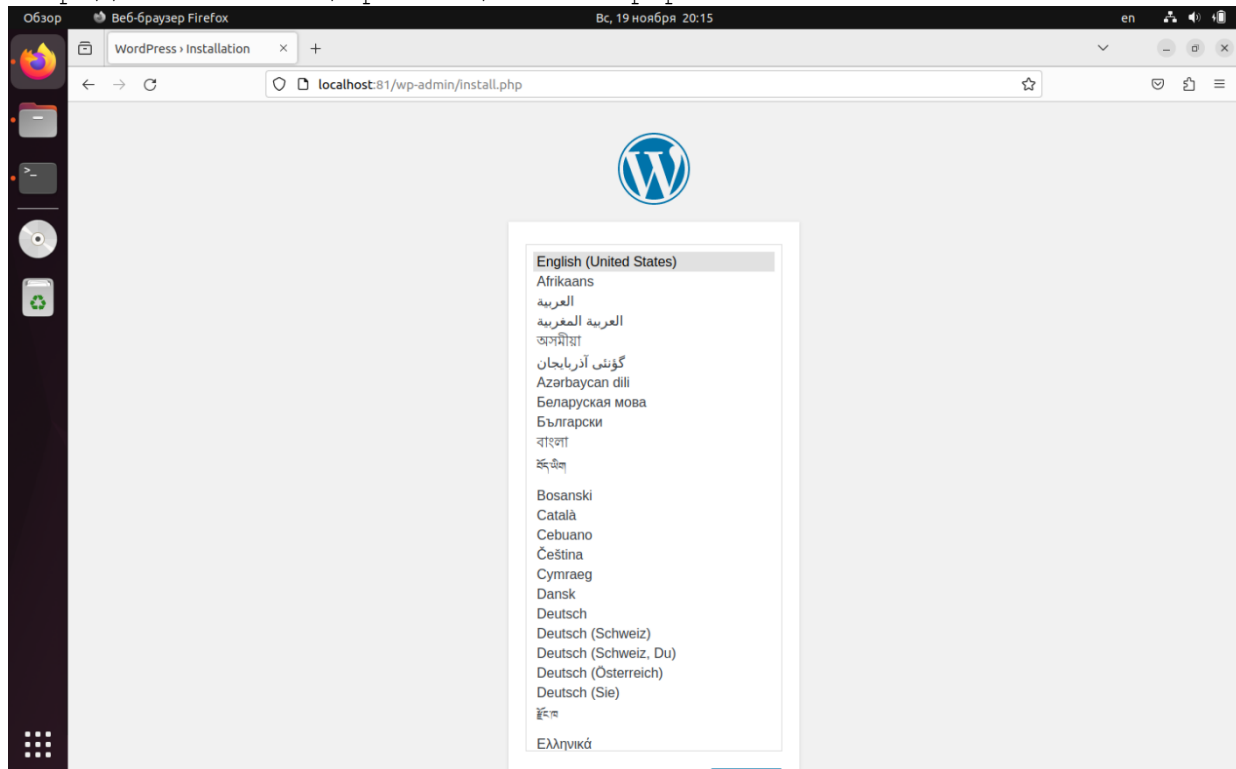 Обзор Веб-браузер Firefox Вс, 19 ноября 20:15 en
WordPress › Installation
localhost:81/wp-admin/install.php
English (United States)
Afrikaans
العربية
العربية المغربية
অসমীয়া
گؤنئی آذربایجان
Azərbaycan dili
Беларуская мова
Български
বাংলা
བོད་ཡིག
Bosanski
Català
Cebuano
Čeština
Cymraeg
Dansk
Deutsch
Deutsch (Schweiz)
Deutsch (Schweiz, Du)
Deutsch (Österreich)
Deutsch (Sie)
རྫོང་ཁ
Ελληνικά